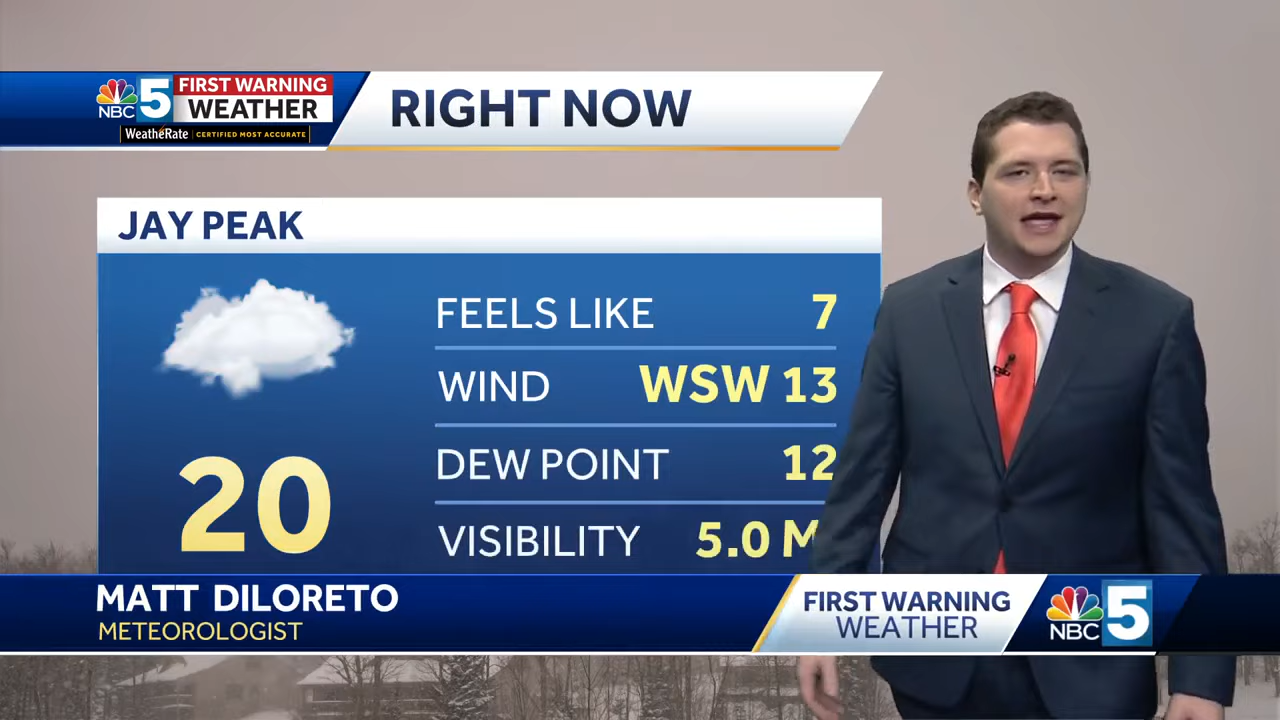 NBC 5 FIRST WARNING
WEATHER
WeatheRate CERTIFIED MOST ACCURATE
RIGHT NOW
JAY PEAK
FEELS LIKE 7
WIND WSW 13
DEW POINT 12
20
VISIBILITY 5.0 M
MATT DILORETO
METEOROLOGIST
FIRST WARNING
WEATHER
NBC 5